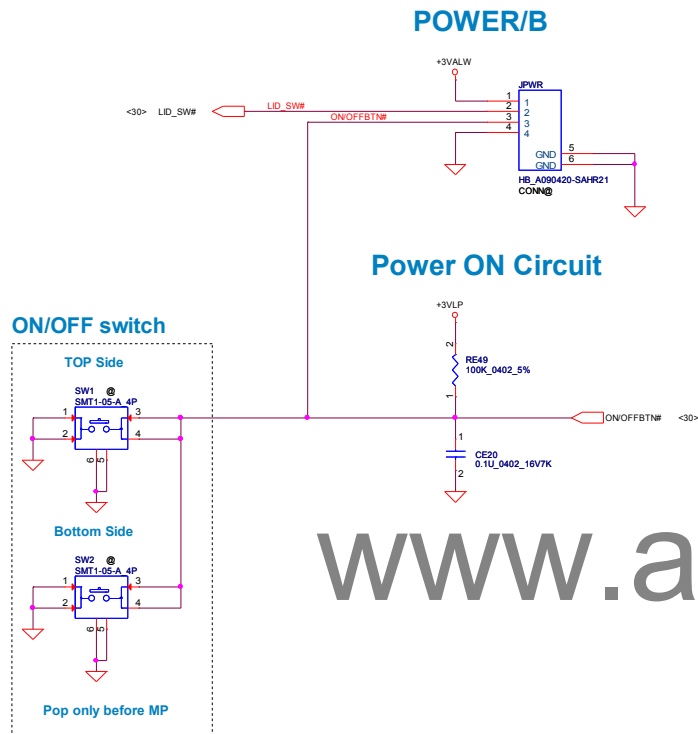 POWER/B
+3VALW
JPWR
<30> LID_SW# LID_SW#
ON/OFFBTN#
1 1
2 2
3 3
4 4
GND 5
GND 6
HB_A090420-SAHR21
CONN@
Power ON Circuit
+3VLP
2
RE49
100K_0402_5%
1
ON/OFFBTN# <30>
1
CE20
0.1U_0402_16V7K
2
ON/OFF switch
TOP Side
SW1 @
SMT1-05-A_4P
1 3
2 4
6 5
Bottom Side
SW2 @
SMT1-05-A_4P
1 3
2 4
6 5
Pop only before MP
www.a